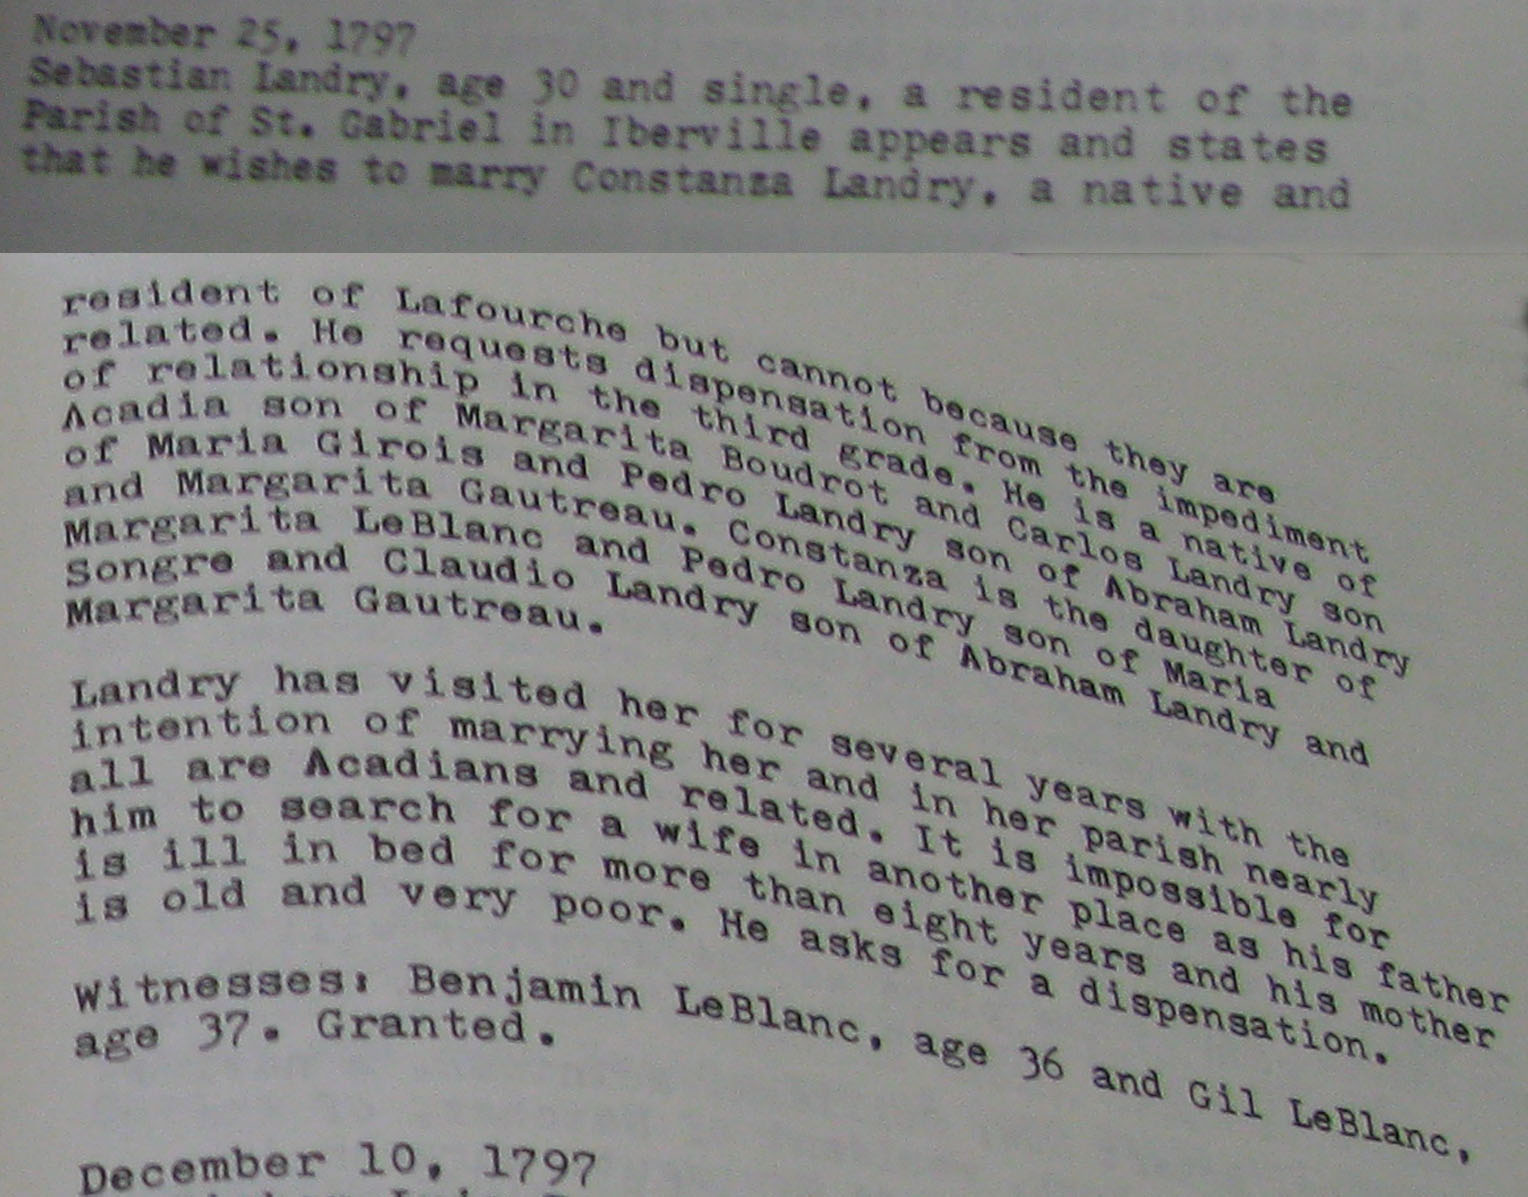 November 25, 1797
Sebastian Landry, age 30 and single, a resident of the
Parish of St. Gabriel in Iberville appears and states
that he wishes to marry Constansa Landry, a native and
resident of Lafourche but cannot because they are
related. He requests dispensation from the impediment
of relationship in the third grade. He is a native of
Acadia son of Margarita Boudrot and Carlos Landry son
of Maria Girois and Pedro Landry son of Abraham Landry
and Margarita Gautreau. Constanza is the daughter of
Margarita LeBlanc and Pedro Landry son of Maria
Songre and Claudio Landry son of Abraham Landry and
Margarita Gautreau.
Landry has visited her for several years with the
intention of marrying her and in her parish nearly
all are Acadians and related. It is impossible for
him to search for a wife in another place as his father
is ill in bed for more than eight years and his mother
is old and very poor. He asks for a dispensation.
Witnesses: Benjamin LeBlanc, age 36 and Gil LeBlanc,
age 37. Granted.
December 10, 1797